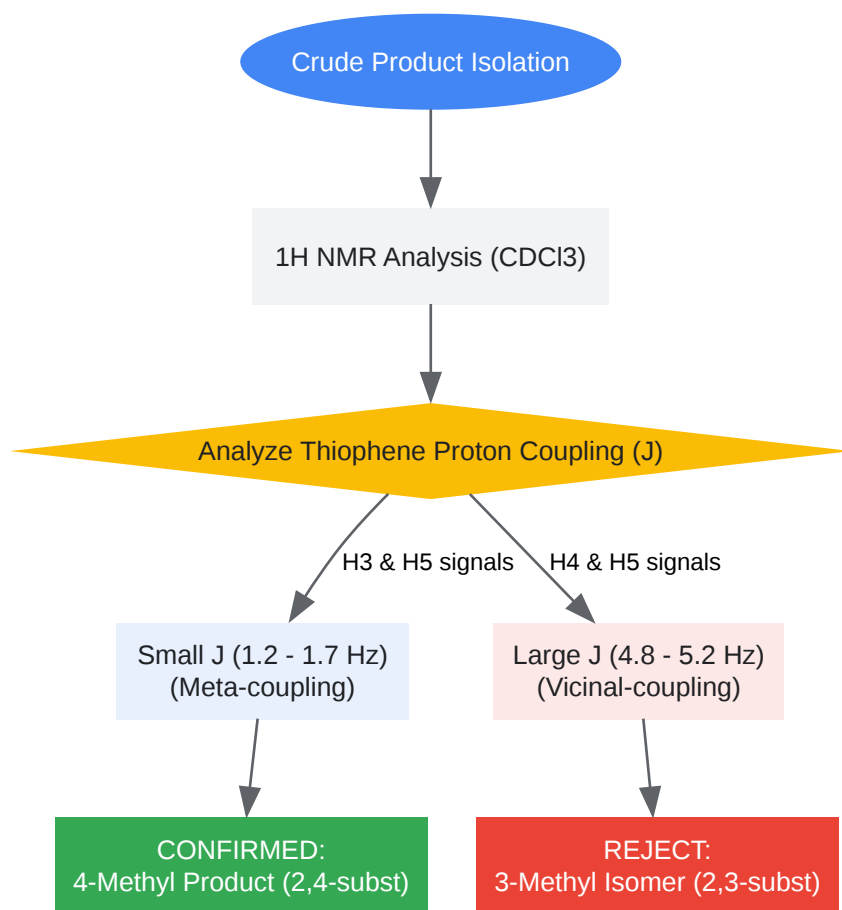 Crude Product Isolation
1H NMR Analysis (CDCl3)
Analyze Thiophene Proton Coupling (J)
H3 & H5 signals
H4 & H5 signals
Small J (1.2 - 1.7 Hz)
(Meta-coupling)
Large J (4.8 - 5.2 Hz)
(Vicinal-coupling)
CONFIRMED:
4-Methyl Product (2,4-subst)
REJECT:
3-Methyl Isomer (2,3-subst)